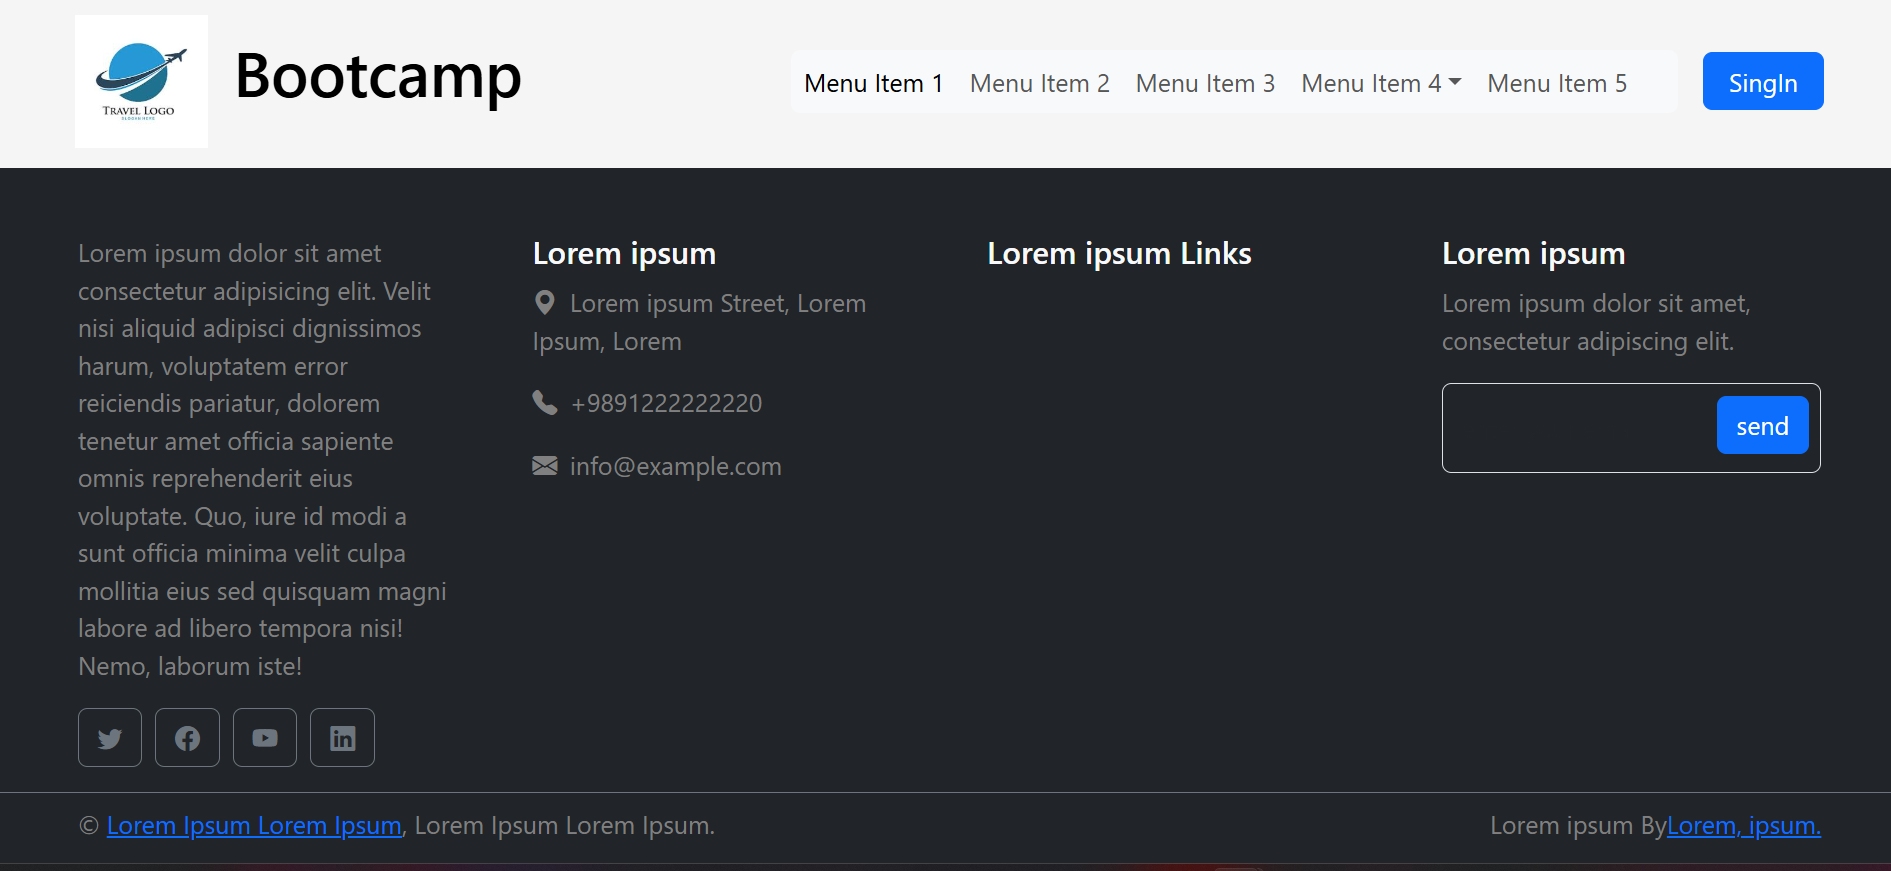 TRAVEL LOGO
Bootcamp
Menu Item 1 Menu Item 2 Menu Item 3 Menu Item 4 Menu Item 5
SingIn
Lorem ipsum dolor sit amet
consectetur adipisicing elit. Velit
nisi aliquid adipisci dignissimos
harum, voluptatem error
reiciendis pariatur, dolorem
tenetur amet officia sapiente
omnis reprehenderit eius
voluptate. Quo, iure id modi a
sunt officia minima velit culpa
mollitia eius sed quisquam magni
labore ad libero tempora nisi!
Nemo, laborum iste!
Lorem ipsum
Lorem ipsum Street, Lorem
Ipsum, Lorem
+9891222222220
info@example.com
Lorem ipsum Links
Lorem ipsum
Lorem ipsum dolor sit amet,
consectetur adipiscing elit.
send
© Lorem Ipsum Lorem Ipsum, Lorem Ipsum Lorem Ipsum.
Lorem ipsum ByLorem, ipsum.